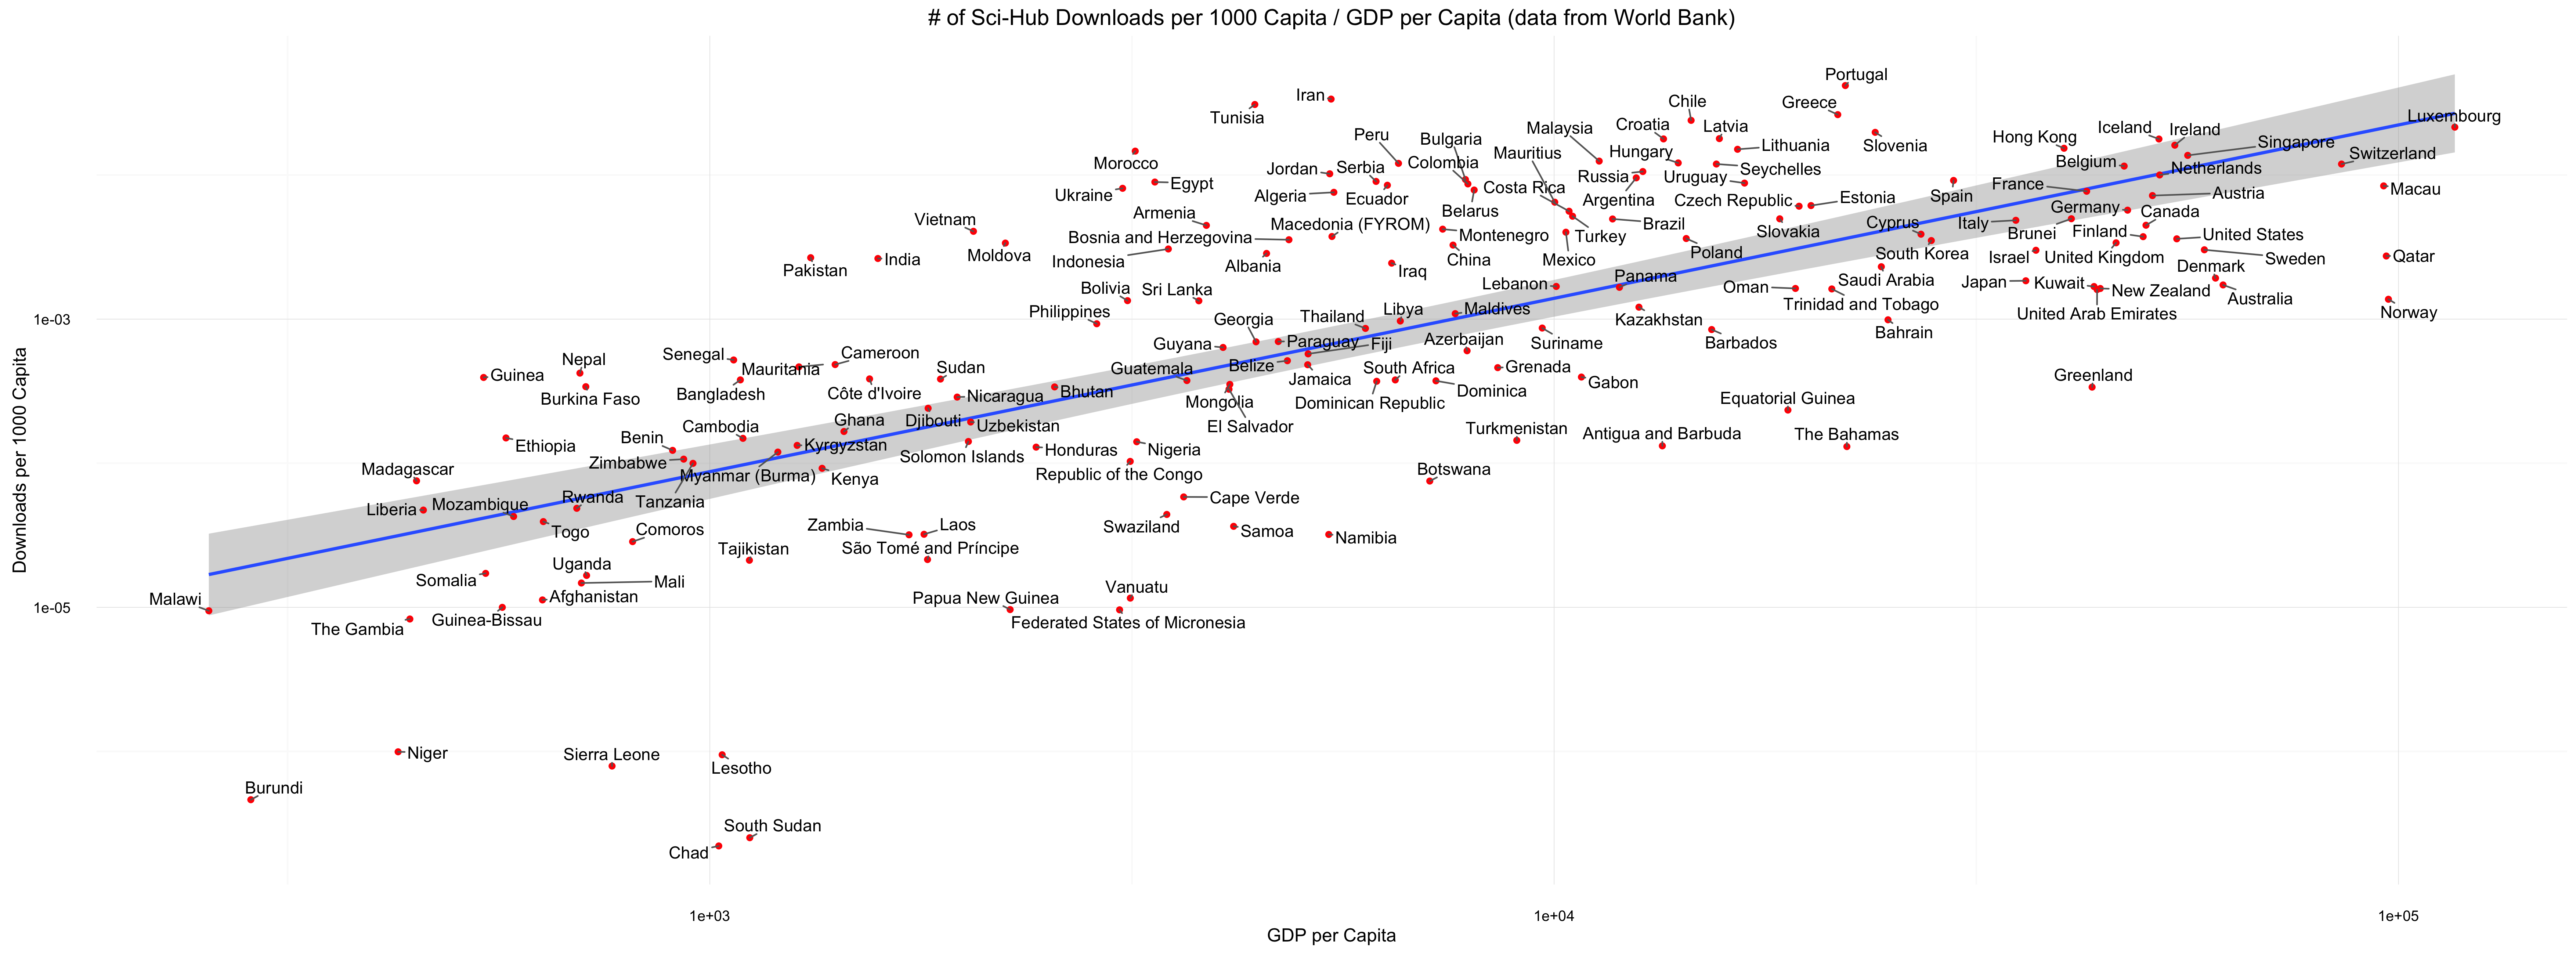 # of Sci-Hub Downloads per 1000 Capita / GDP per Capita (data from World Bank)
Portugal
Iran
Chile
Greece
Tunisia
Luxembourg
Croatia
Latvia
Malaysia
Iceland
Ireland
Peru
Bulgaria
Hong Kong
Singapore
Lithuania
Slovenia
Mauritius
Hungary
Switzerland
Morocco
Colombia
Belgium
Jordan
Serbia
Seychelles
Netherlands
Russia
Uruguay
Egypt
France
Costa Rica
Macau
Ukraine
Algeria
Ecuador
Argentina
Czech Republic
Estonia
Spain
Austria
Armenia
Belarus
Germany
Canada
Vietnam
Macedonia (FYROM)
Brazil
Cyprus
Italy
Bosnia and Herzegovina
Montenegro
Turkey
Slovakia
Brunei
Finland
United States
Moldova
Indonesia
Albania
China
Mexico
Poland
South Korea
Israel
United Kingdom
Sweden
Qatar
Pakistan
India
Iraq
Denmark
Bolivia
Sri Lanka
Lebanon
Panama
Oman
Saudi Arabia
Japan
Kuwait
New Zealand
Australia
Philippines
Libya
Maldives
Trinidad and Tobago
United Arab Emirates
Norway
1e-03
Georgia
Thailand
Kazakhstan
Bahrain
Guyana
Paraguay
Fiji
Azerbaijan
Suriname
Barbados
Senegal
Cameroon
Nepal
Mauritania
Sudan
Guatemala
Belize
South Africa
Grenada
Guinea
Jamaica
Greenland
Gabon
Bangladesh
Côte d'Ivoire
Nicaragua
Bhutan
Mongolia
Dominican Republic
Dominica
Burkina Faso
Equatorial Guinea
Ghana
Djibouti
Uzbekistan
El Salvador
Cambodia
Turkmenistan
Antigua and Barbuda
The Bahamas
Benin
Ethiopia
Kyrgyzstan
Solomon Islands
Honduras
Nigeria
Zimbabwe
Madagascar
Myanmar (Burma)
Kenya
Republic of the Congo
Botswana
Rwanda
Tanzania
Cape Verde
Liberia
Mozambique
Togo
Comoros
Zambia
Laos
Swaziland
Samoa
Namibia
Tajikistan
São Tomé and Príncipe
Uganda
Somalia
Mali
Vanuatu
Malawi
Afghanistan
Papua New Guinea
1e-05
Guinea-Bissau
The Gambia
Federated States of Micronesia
Niger
Sierra Leone
Lesotho
Burundi
South Sudan
Chad
Downloads per 1000 Capita
1e+03
1e+04
1e+05
GDP per Capita